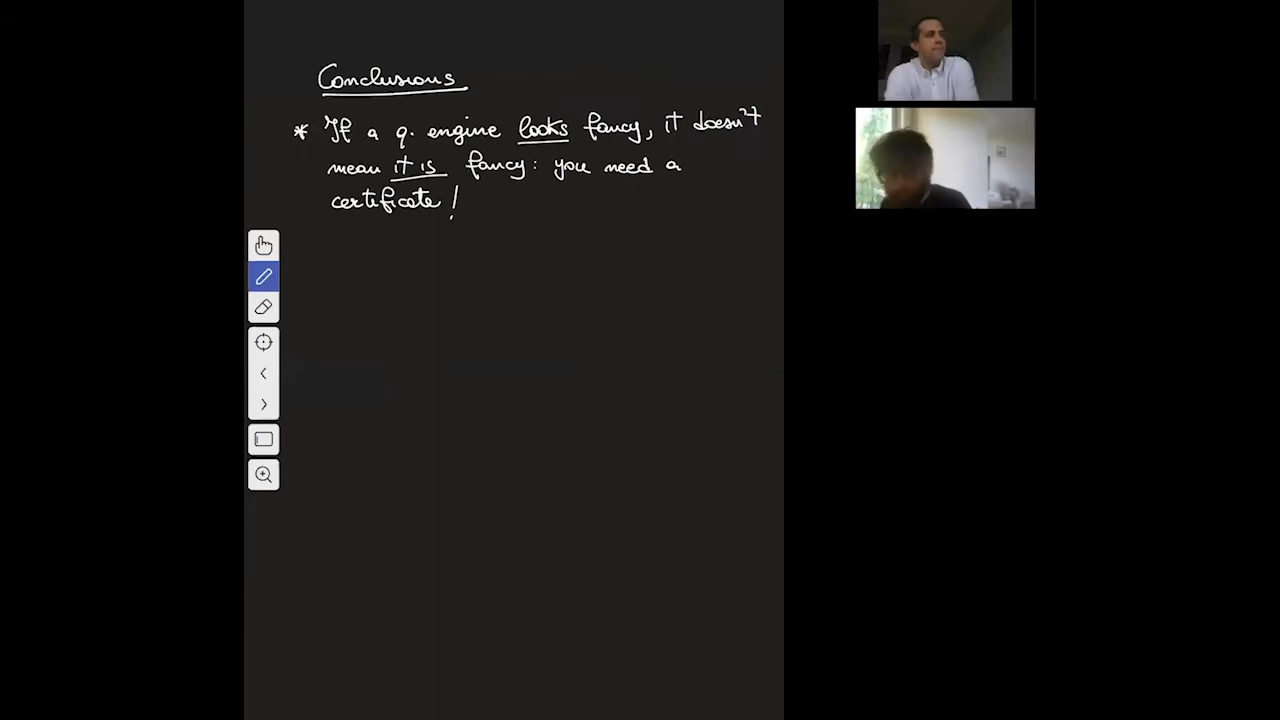 Conclusions
* If a q. engine looks fancy, it doesn't
mean it is fancy: you need a
certificate!